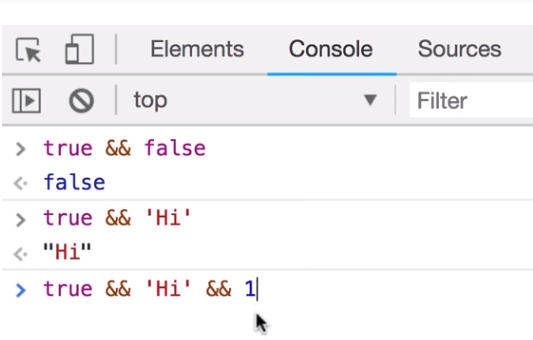 Elements Console Sources
top ▼ Filter
> true && false
<· false
> true && 'Hi'
<· "Hi"
> true && 'Hi' && 1